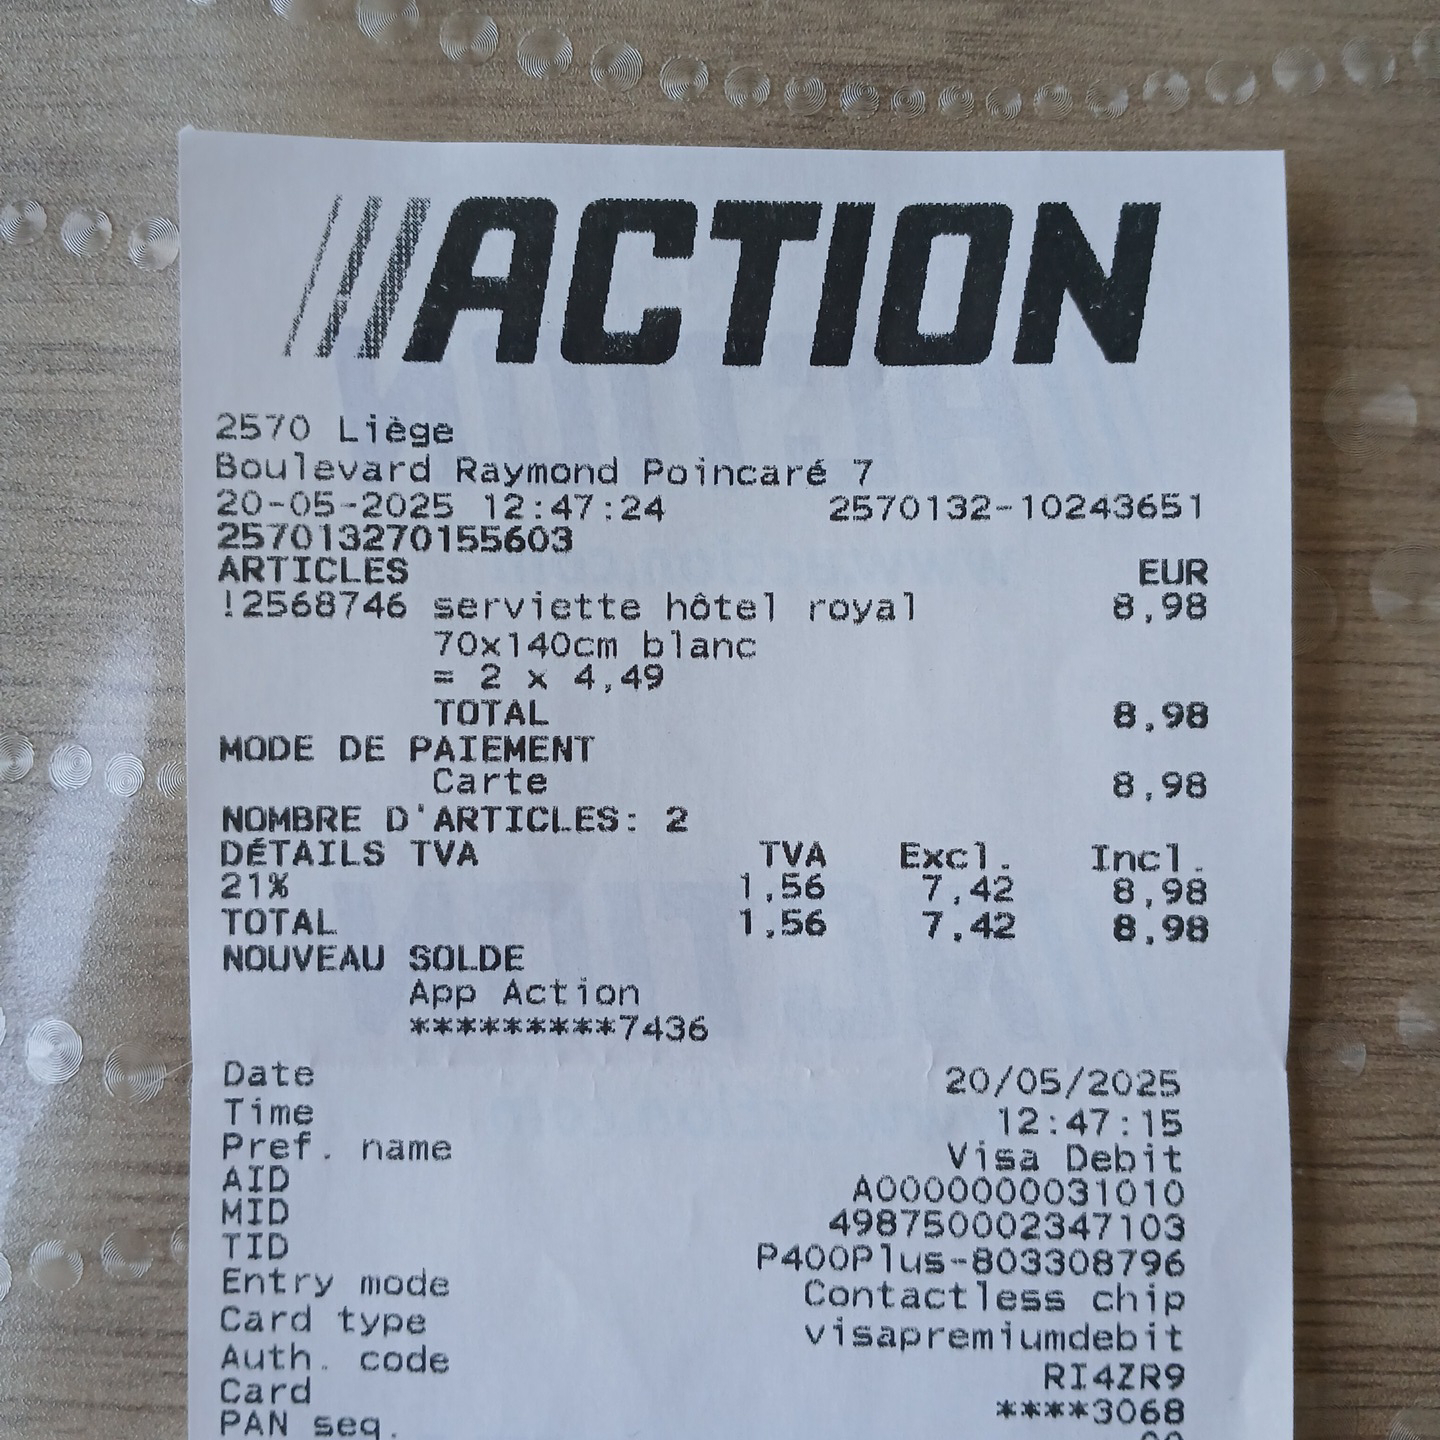 ACTION
2570 Liège
Boulevard Raymond Poincaré 7
20-05-2025 12:47:24 2570132-10243651
257013270155603
ARTICLES EUR
!2568746 serviette hôtel royal 8,98
70x140cm blanc
= 2 x 4,49
TOTAL 8,98
MODE DE PAIEMENT
Carte 8,98
NOMBRE D'ARTICLES: 2
DÉTAILS TVA TVA Excl. Incl.
21% 1,56 7,42 8,98
TOTAL 1,56 7,42 8,98
NOUVEAU SOLDE
App Action
*********7436
Date 20/05/2025
Time 12:47:15
Pref. name Visa Debit
AID A0000000031010
MID 498750002347103
TID P400Plus-803308796
Entry mode Contactless chip
Card type visapremiumdebit
Auth. code RI4ZR9
Card ****3068
PAN seq.